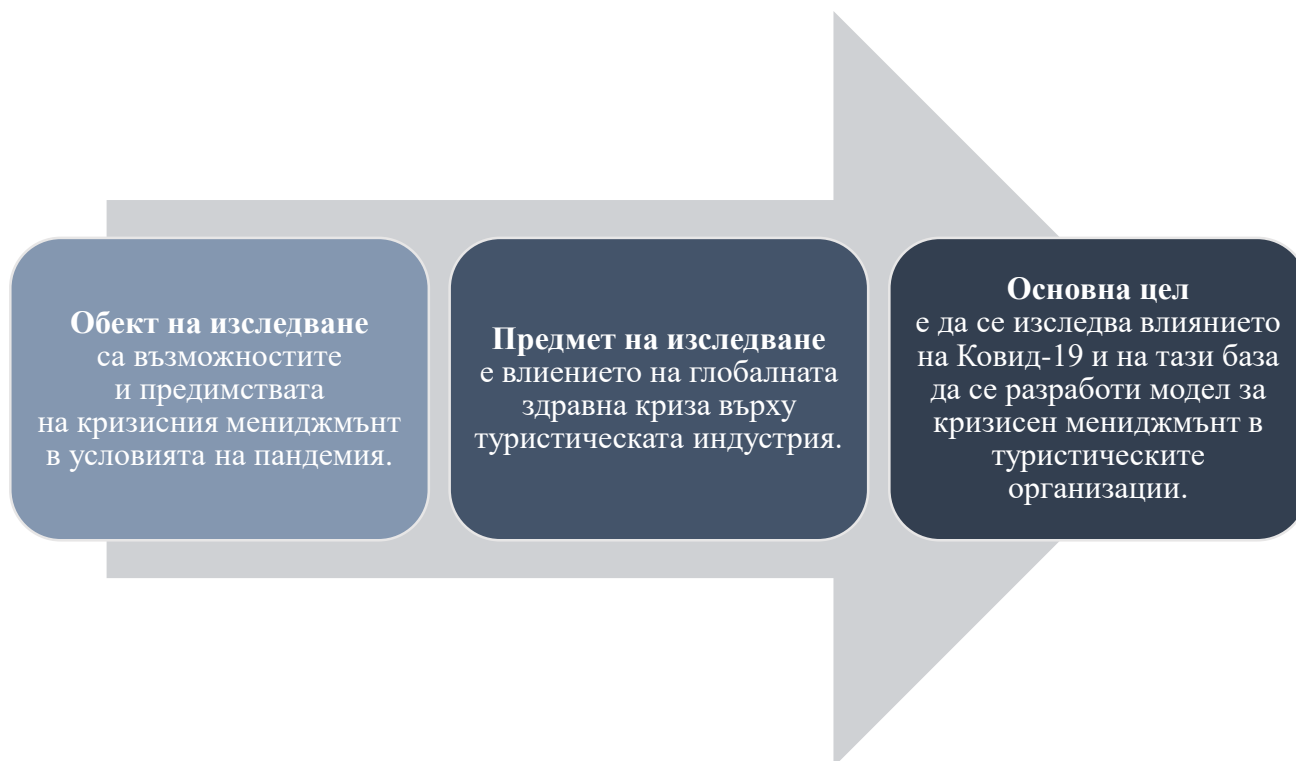 Обект на изследване
са възможностите
и предимствата
на кризисния мениджмънт
в условията на пандемия.
Предмет на изследване
е влиението на глобалната
здравна криза върху
туристическата индустрия.
Основна цел
е да се изследва влиянието
на Ковид-19 и на тази база
да се разработи модел за
кризисен мениджмънт в
туристическите
организации.